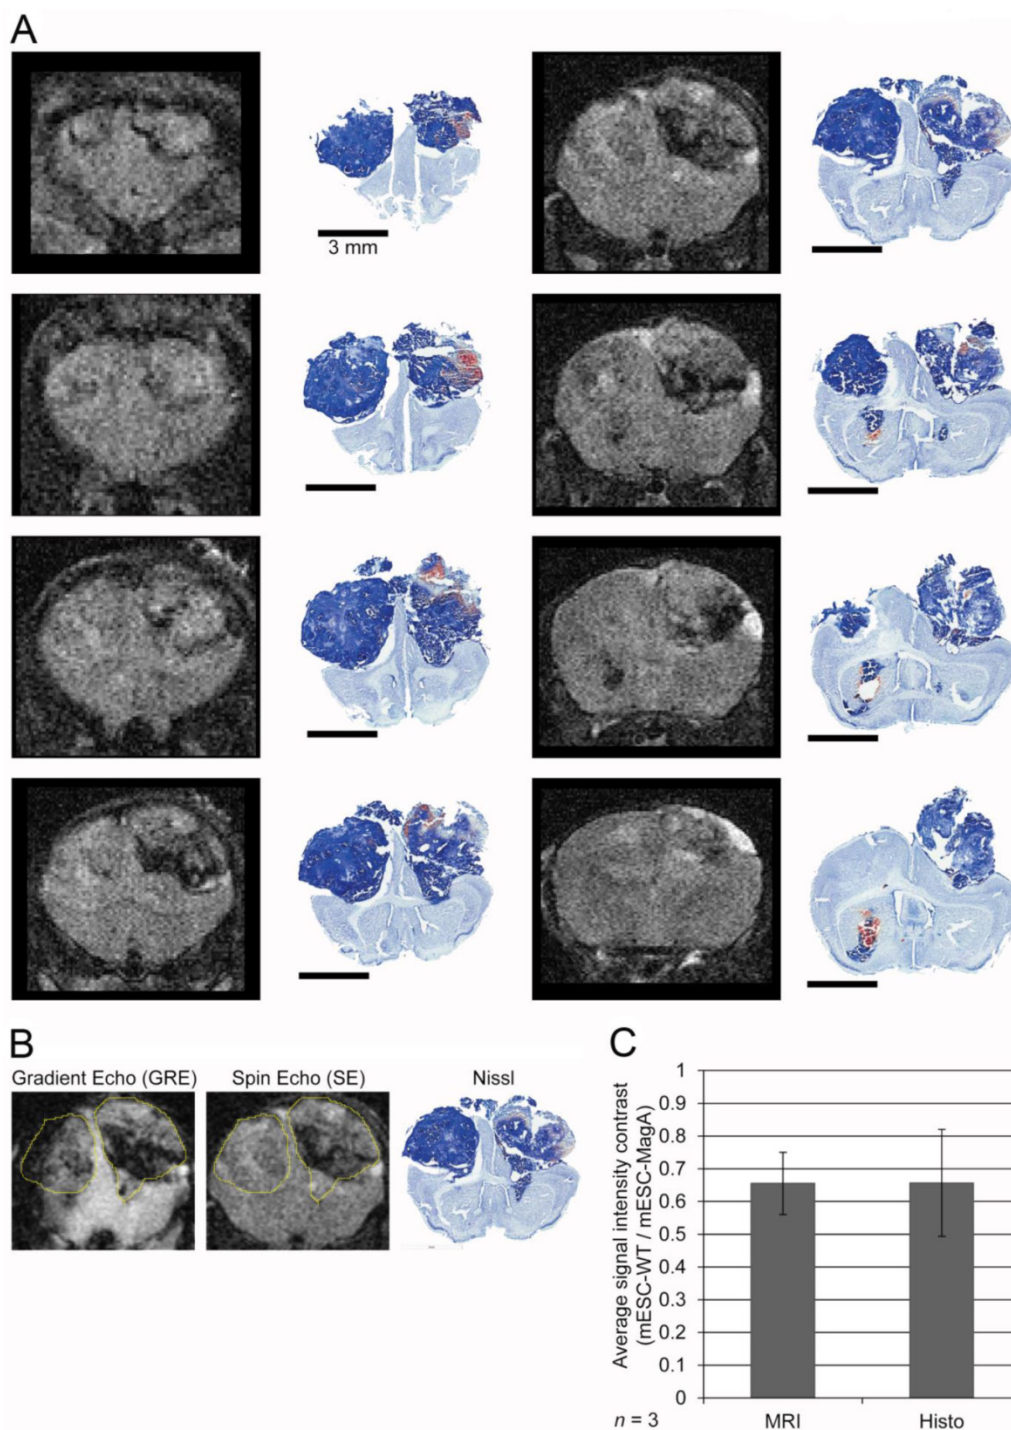 A
3 mm
B
Gradient Echo (GRE)
Spin Echo (SE)
Nissl
C
Average signal intensity contrast
(mESC-WT / mESC-MagA)
1
0.9
0.8
0.7
0.6
0.5
0.4
0.3
0.2
0.1
0
n = 3
MRI
Histo